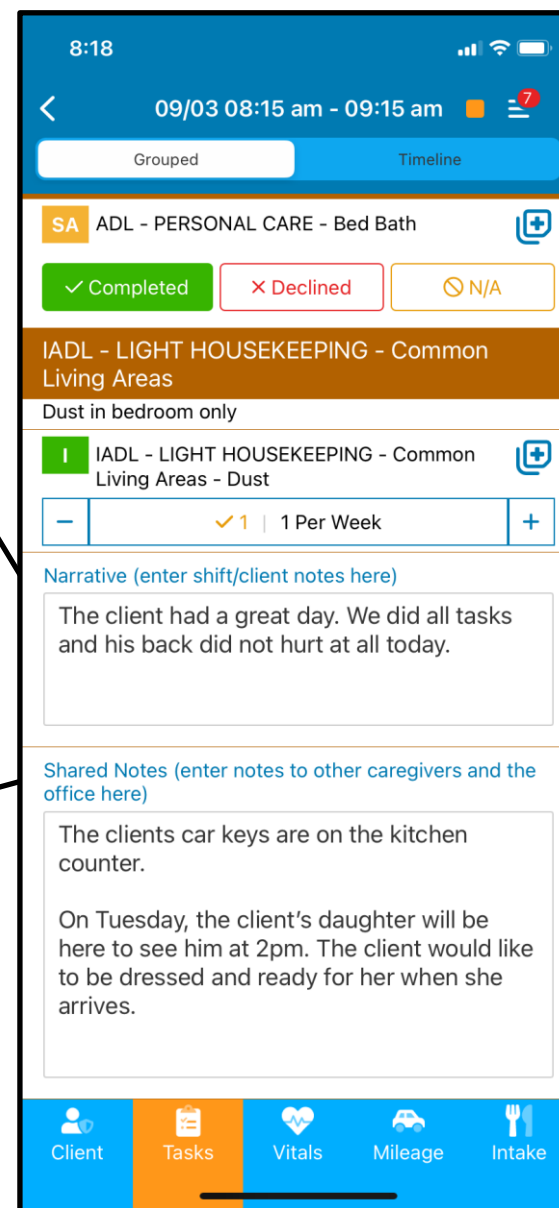 8:18
09/03 08:15 am - 09:15 am
7
Grouped
Timeline
SA
ADL - PERSONAL CARE - Bed Bath
Completed
Declined
N/A
IADL - LIGHT HOUSEKEEPING - Common
Living Areas
Dust in bedroom only
I
IADL - LIGHT HOUSEKEEPING - Common
Living Areas - Dust
− ✓ 1 | 1 Per Week +
Narrative (enter shift/client notes here)
The client had a great day. We did all tasks
and his back did not hurt at all today.
Shared Notes (enter notes to other caregivers and the
office here)
The clients car keys are on the kitchen
counter.
On Tuesday, the client’s daughter will be
here to see him at 2pm. The client would like
to be dressed and ready for her when she
arrives.
Client
Tasks
Vitals
Mileage
Intake